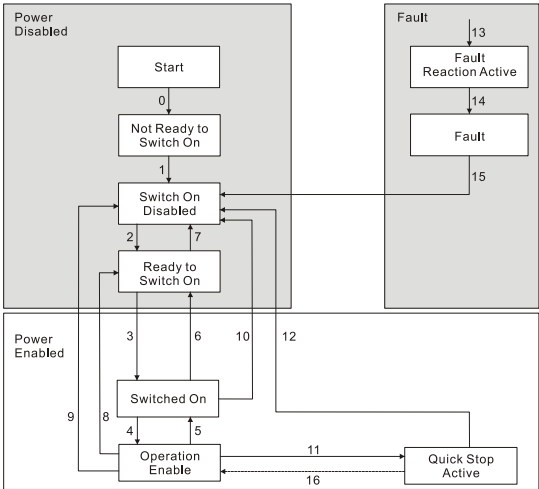 Power
Disabled
Fault
Start
13
Fault
Reaction Active
0
14
Not Ready to
Switch On
Fault
1
15
Switch On
Disabled
2
7
Ready to
Switch On
3
6
10
12
Power
Enabled
Switched On
9
8
4
5
Operation
Enable
11
16
Quick Stop
Active